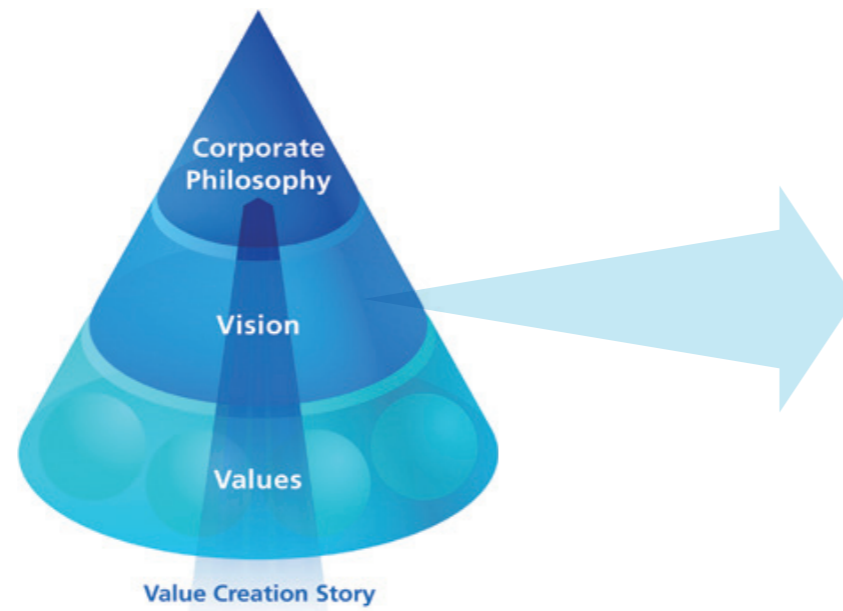 Corporate
Philosophy
Vision
Values
Value Creation Story